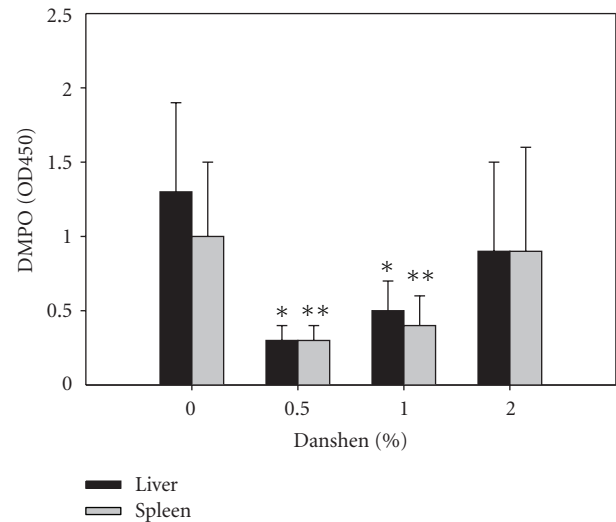 2.5
2
1.5
1
0.5
0
DMPO (OD450)
* ** * **
0 0.5 1 2
Danshen (%)
Liver
Spleen